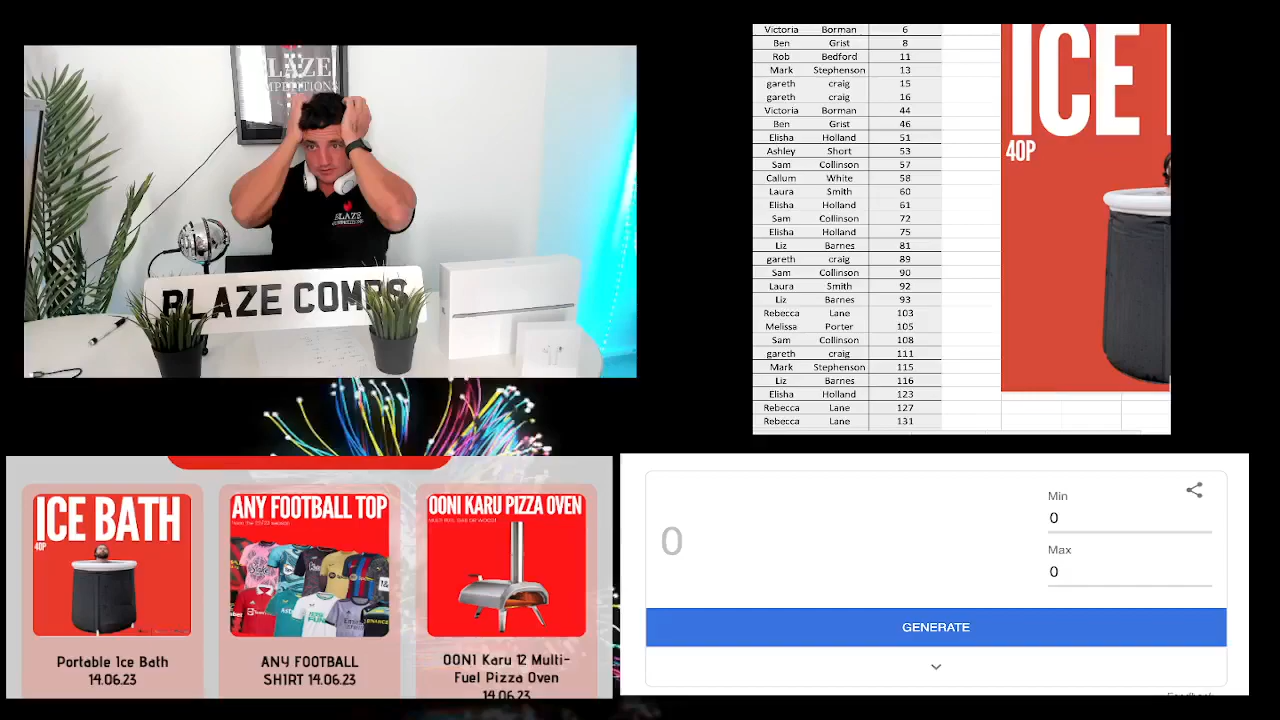 BLAZE
COMPETITIONS
BLAZE
COMPETITIONS
BLAZE COMPS
Victoria Borman 6
Ben Grist 8
Rob Bedford 11
Mark Stephenson 13
gareth craig 15
gareth craig 16
Victoria Borman 44
Ben Grist 46
Elisha Holland 51
Ashley Short 53
Sam Collinson 57
Callum White 58
Laura Smith 60
Elisha Holland 61
Sam Collinson 72
Elisha Holland 75
Liz Barnes 81
gareth craig 89
Sam Collinson 90
Laura Smith 92
Liz Barnes 93
Rebecca Lane 103
Melissa Porter 105
Sam Collinson 108
gareth craig 111
Mark Stephenson 115
Liz Barnes 116
Elisha Holland 123
Rebecca Lane 127
Rebecca Lane 131
ICE
40P
ICE BATH
40P
Portable Ice Bath
14.06.23
ANY FOOTBALL TOP
ANY FOOTBALL
SHIRT 14.06.23
OONI KARU PIZZA OVEN
OONI Karu 12 Multi-
Fuel Pizza Oven
14.06.23
0
Min
0
Max
0
GENERATE
Feedback